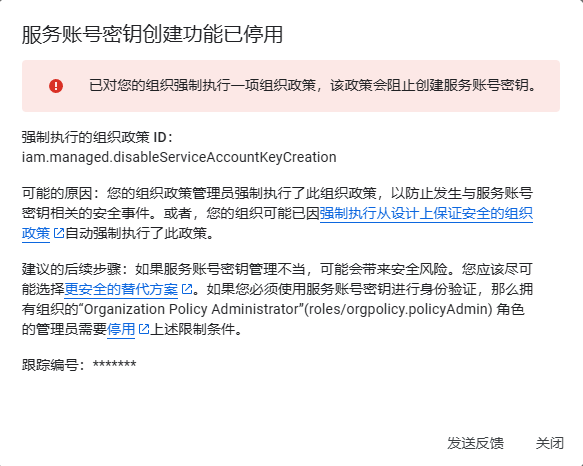 服务账号密钥创建功能已停用
已对您的组织强制执行一项组织政策，该政策会阻止创建服务账号密钥。
强制执行的组织政策 ID：
iam.managed.disableServiceAccountKeyCreation
可能的原因：您的组织政策管理员强制执行了此组织政策，以防止发生与服务账号
密钥相关的安全事件。或者，您的组织可能已因强制执行从设计上保证安全的组织
政策自动强制执行了此政策。
建议的后续步骤：如果服务账号密钥管理不当，可能会带来安全风险。您应该尽可
能选择更安全的替代方案。如果您必须使用服务账号密钥进行身份验证，那么拥
有组织的“Organization Policy Administrator”(roles/orgpolicy.policyAdmin) 角色
的管理员需要停用上述限制条件。
跟踪编号：*******
发送反馈 关闭